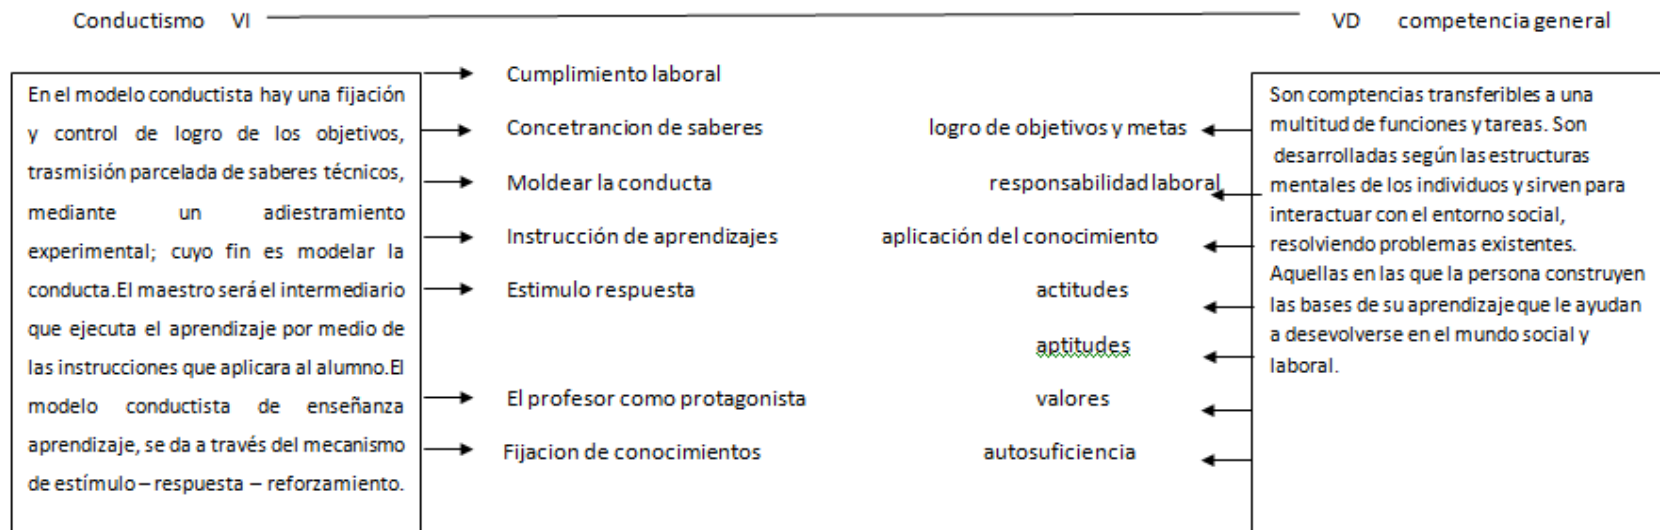 Conductismo VI
VD competencia general
En el modelo conductista hay una fijación
y control de logro de los objetivos,
trasmisión parcelada de saberes técnicos,
mediante un adiestramiento
experimental; cuyo fin es modelar la
conducta.El maestro será el intermediario
que ejecuta el aprendizaje por medio de
las instrucciones que aplicara al alumno.El
modelo conductista de enseñanza
aprendizaje, se da a través del mecanismo
de estímulo – respuesta – reforzamiento.
Cumplimiento laboral
Concetrancion de saberes
Moldear la conducta
Instrucción de aprendizajes
Estimulo respuesta
El profesor como protagonista
Fijacion de conocimientos
logro de objetivos y metas
responsabilidad laboral
aplicación del conocimiento
actitudes
aptitudes
valores
autosuficiencia
Son comptencias transferibles a una
multitud de funciones y tareas. Son
desarrolladas según las estructuras
mentales de los individuos y sirven para
interactuar con el entorno social,
resolviendo problemas existentes.
Aquellas en las que la persona construyen
las bases de su aprendizaje que le ayudan
a desevolverse en el mundo social y
laboral.